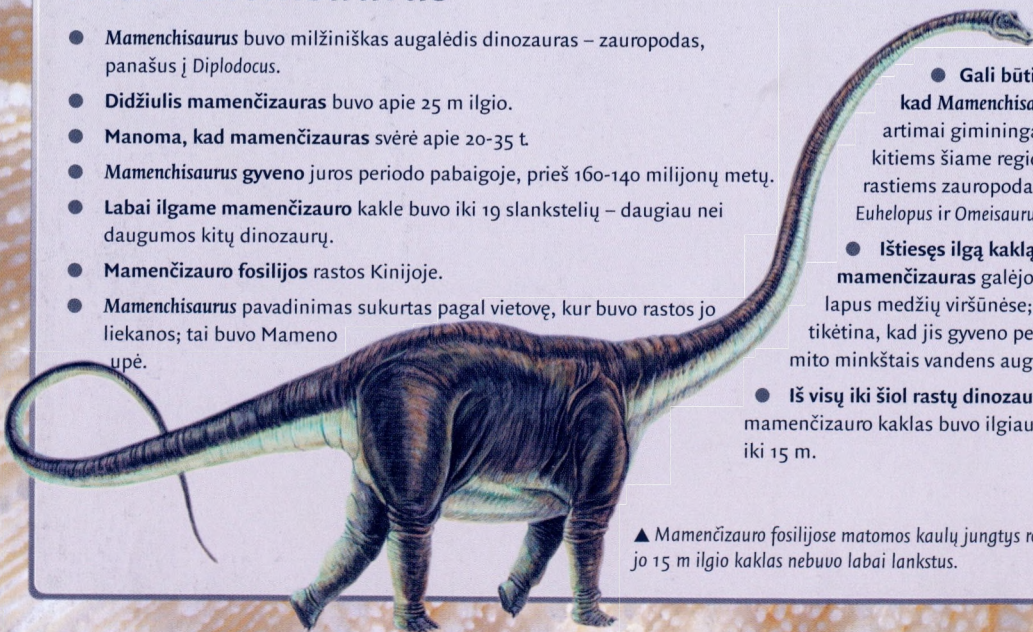 ● Mamenchisaurus buvo milžiniškas augalėdis dinozauras – zauropodas,
panašus į Diplodocus.
● Didžiulis mamenčizauras buvo apie 25 m ilgio.
● Manoma, kad mamenčizauras svėrė apie 20-35 t.
● Mamenchisaurus gyveno juros periodo pabaigoje, prieš 160-140 milijonų metų.
● Labai ilgame mamenčizauro kakle buvo iki 19 slankstelių – daugiau nei
daugumos kitų dinozaurų.
● Mamenčizauro fosilijos rastos Kinijoje.
● Mamenchisaurus pavadinimas sukurtas pagal vietovę, kur buvo rastos jo
liekanos; tai buvo Mameno
upė.
● Gali būti
kad Mamenchisa
artimai gimininga
kitiems šiame regio
rastiems zauropoda
Euhelopus ir Omeisauru
● Ištiesęs ilgą kaklą
mamenčizauras galėjo
lapus medžių viršūnėse;
tikėtina, kad jis gyveno pe
mito minkštais vandens aug
● Iš visų iki šiol rastų dinozau
mamenčizauro kaklas buvo ilgiau
iki 15 m.
▲ Mamenčizauro fosilijose matomos kaulų jungtys r
jo 15 m ilgio kaklas nebuvo labai lankstus.